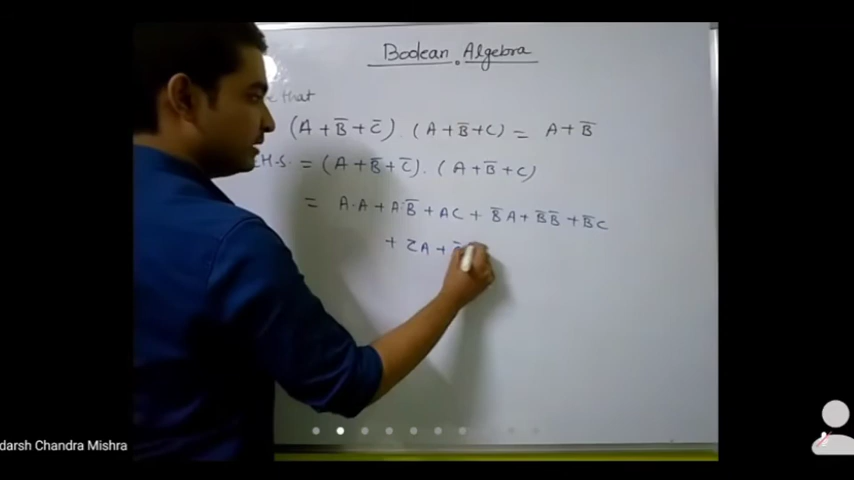 Boolean Algebra
that
(A + B̅ + C̅) . (A + B̅ + C) = A + B̅
.H.S. = (A + B̅ + C̅) . (A + B̅ + C)
= A·A + A·B̅ + AC + B̅A + B̅B̅ + B̅C
+ C̅A +
darsh Chandra Mishra